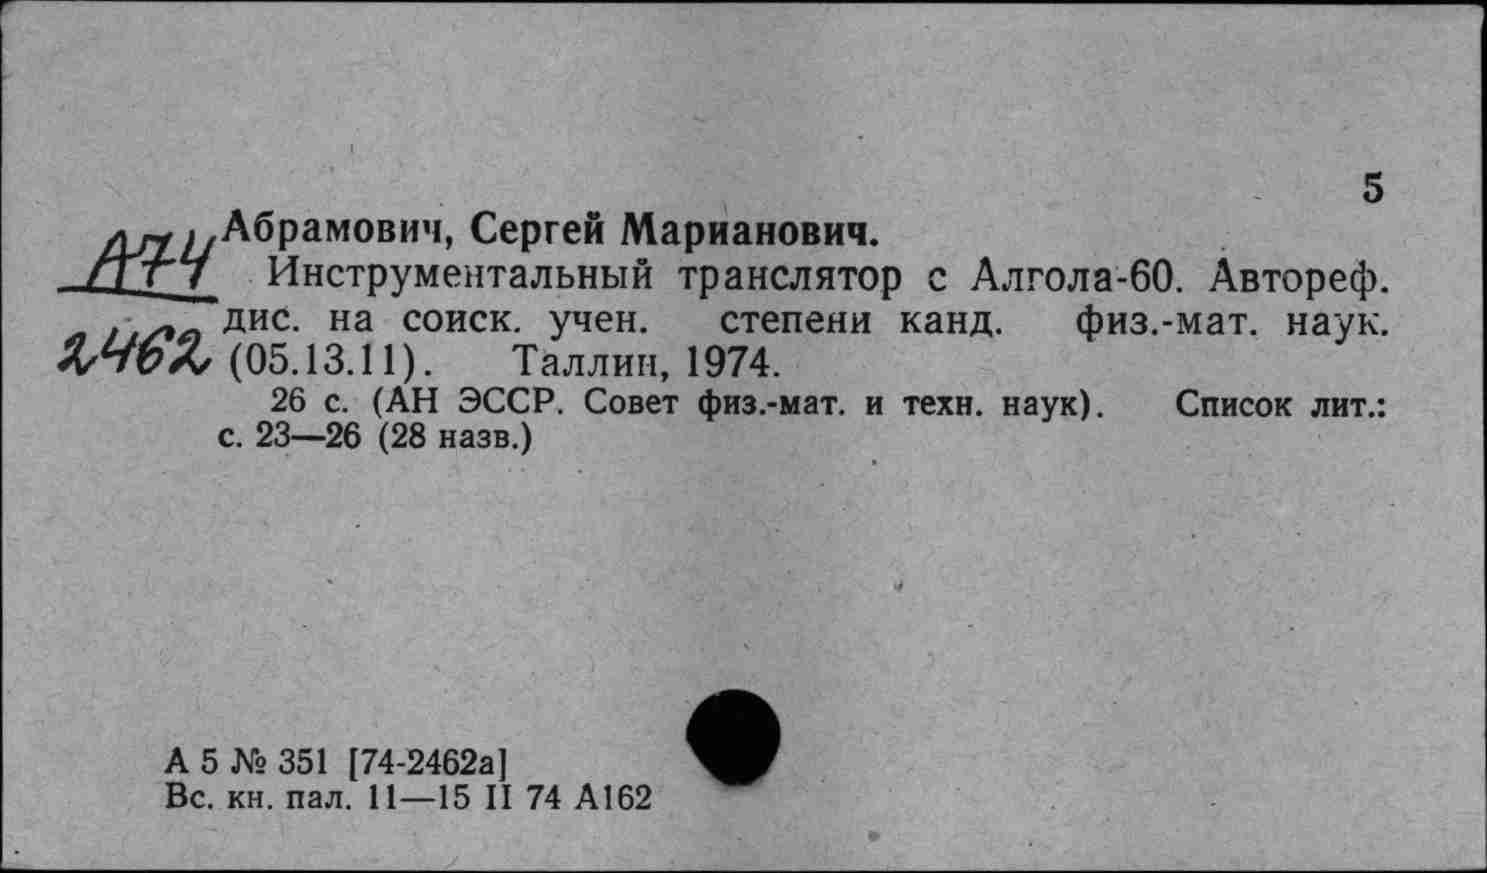 5
Абрамович, Сергей Марианович.
А74 Инструментальный транслятор с Алгола-60. Автореф.
дис. на соиск. учен. степени канд. физ.-мат. наук.
2462 (05.13.11). Таллин, 1974.
26 с. (АН ЭССР. Совет физ.-мат. и техн. наук). Список лит.:
с. 23—26 (28 назв.)
А 5 № 351 [74-2462а]
Вс. кн. пал. 11—15 II 74 А162